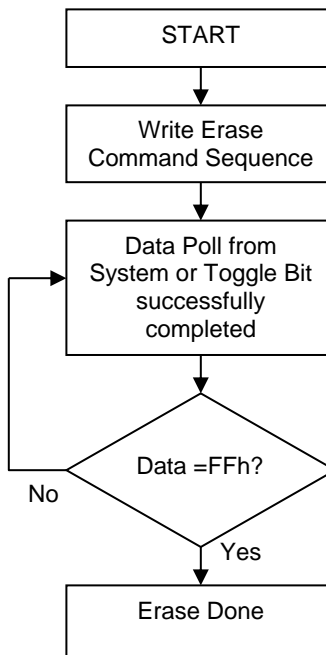 START
Write Erase
Command Sequence
Data Poll from
System or Toggle Bit
successfully
completed
Data =FFh?
No
Yes
Erase Done